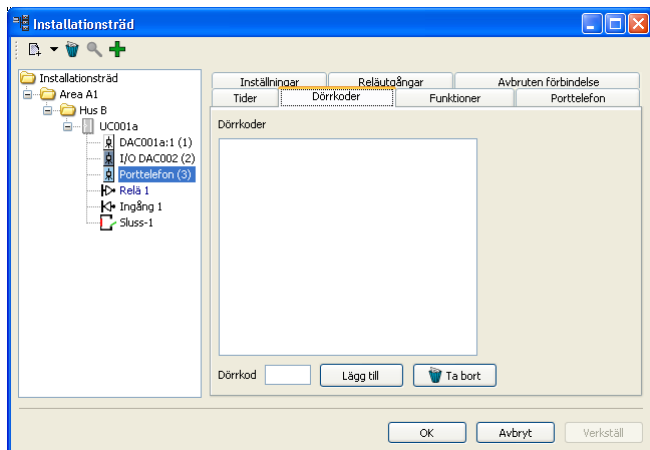 Installationsträd
Installationsträd
Area A1
Hus B
UC001a
DAC001a:1 (1)
I/O DAC002 (2)
Porttelefon (3)
Relä 1
Ingång 1
Sluss-1
Inställningar Reläutgångar Avbruten förbindelse
Tider Dörrkoder Funktioner Porttelefon
Dörrkoder
Dörrkod Lägg till Ta bort
OK Avbryt Verkställ